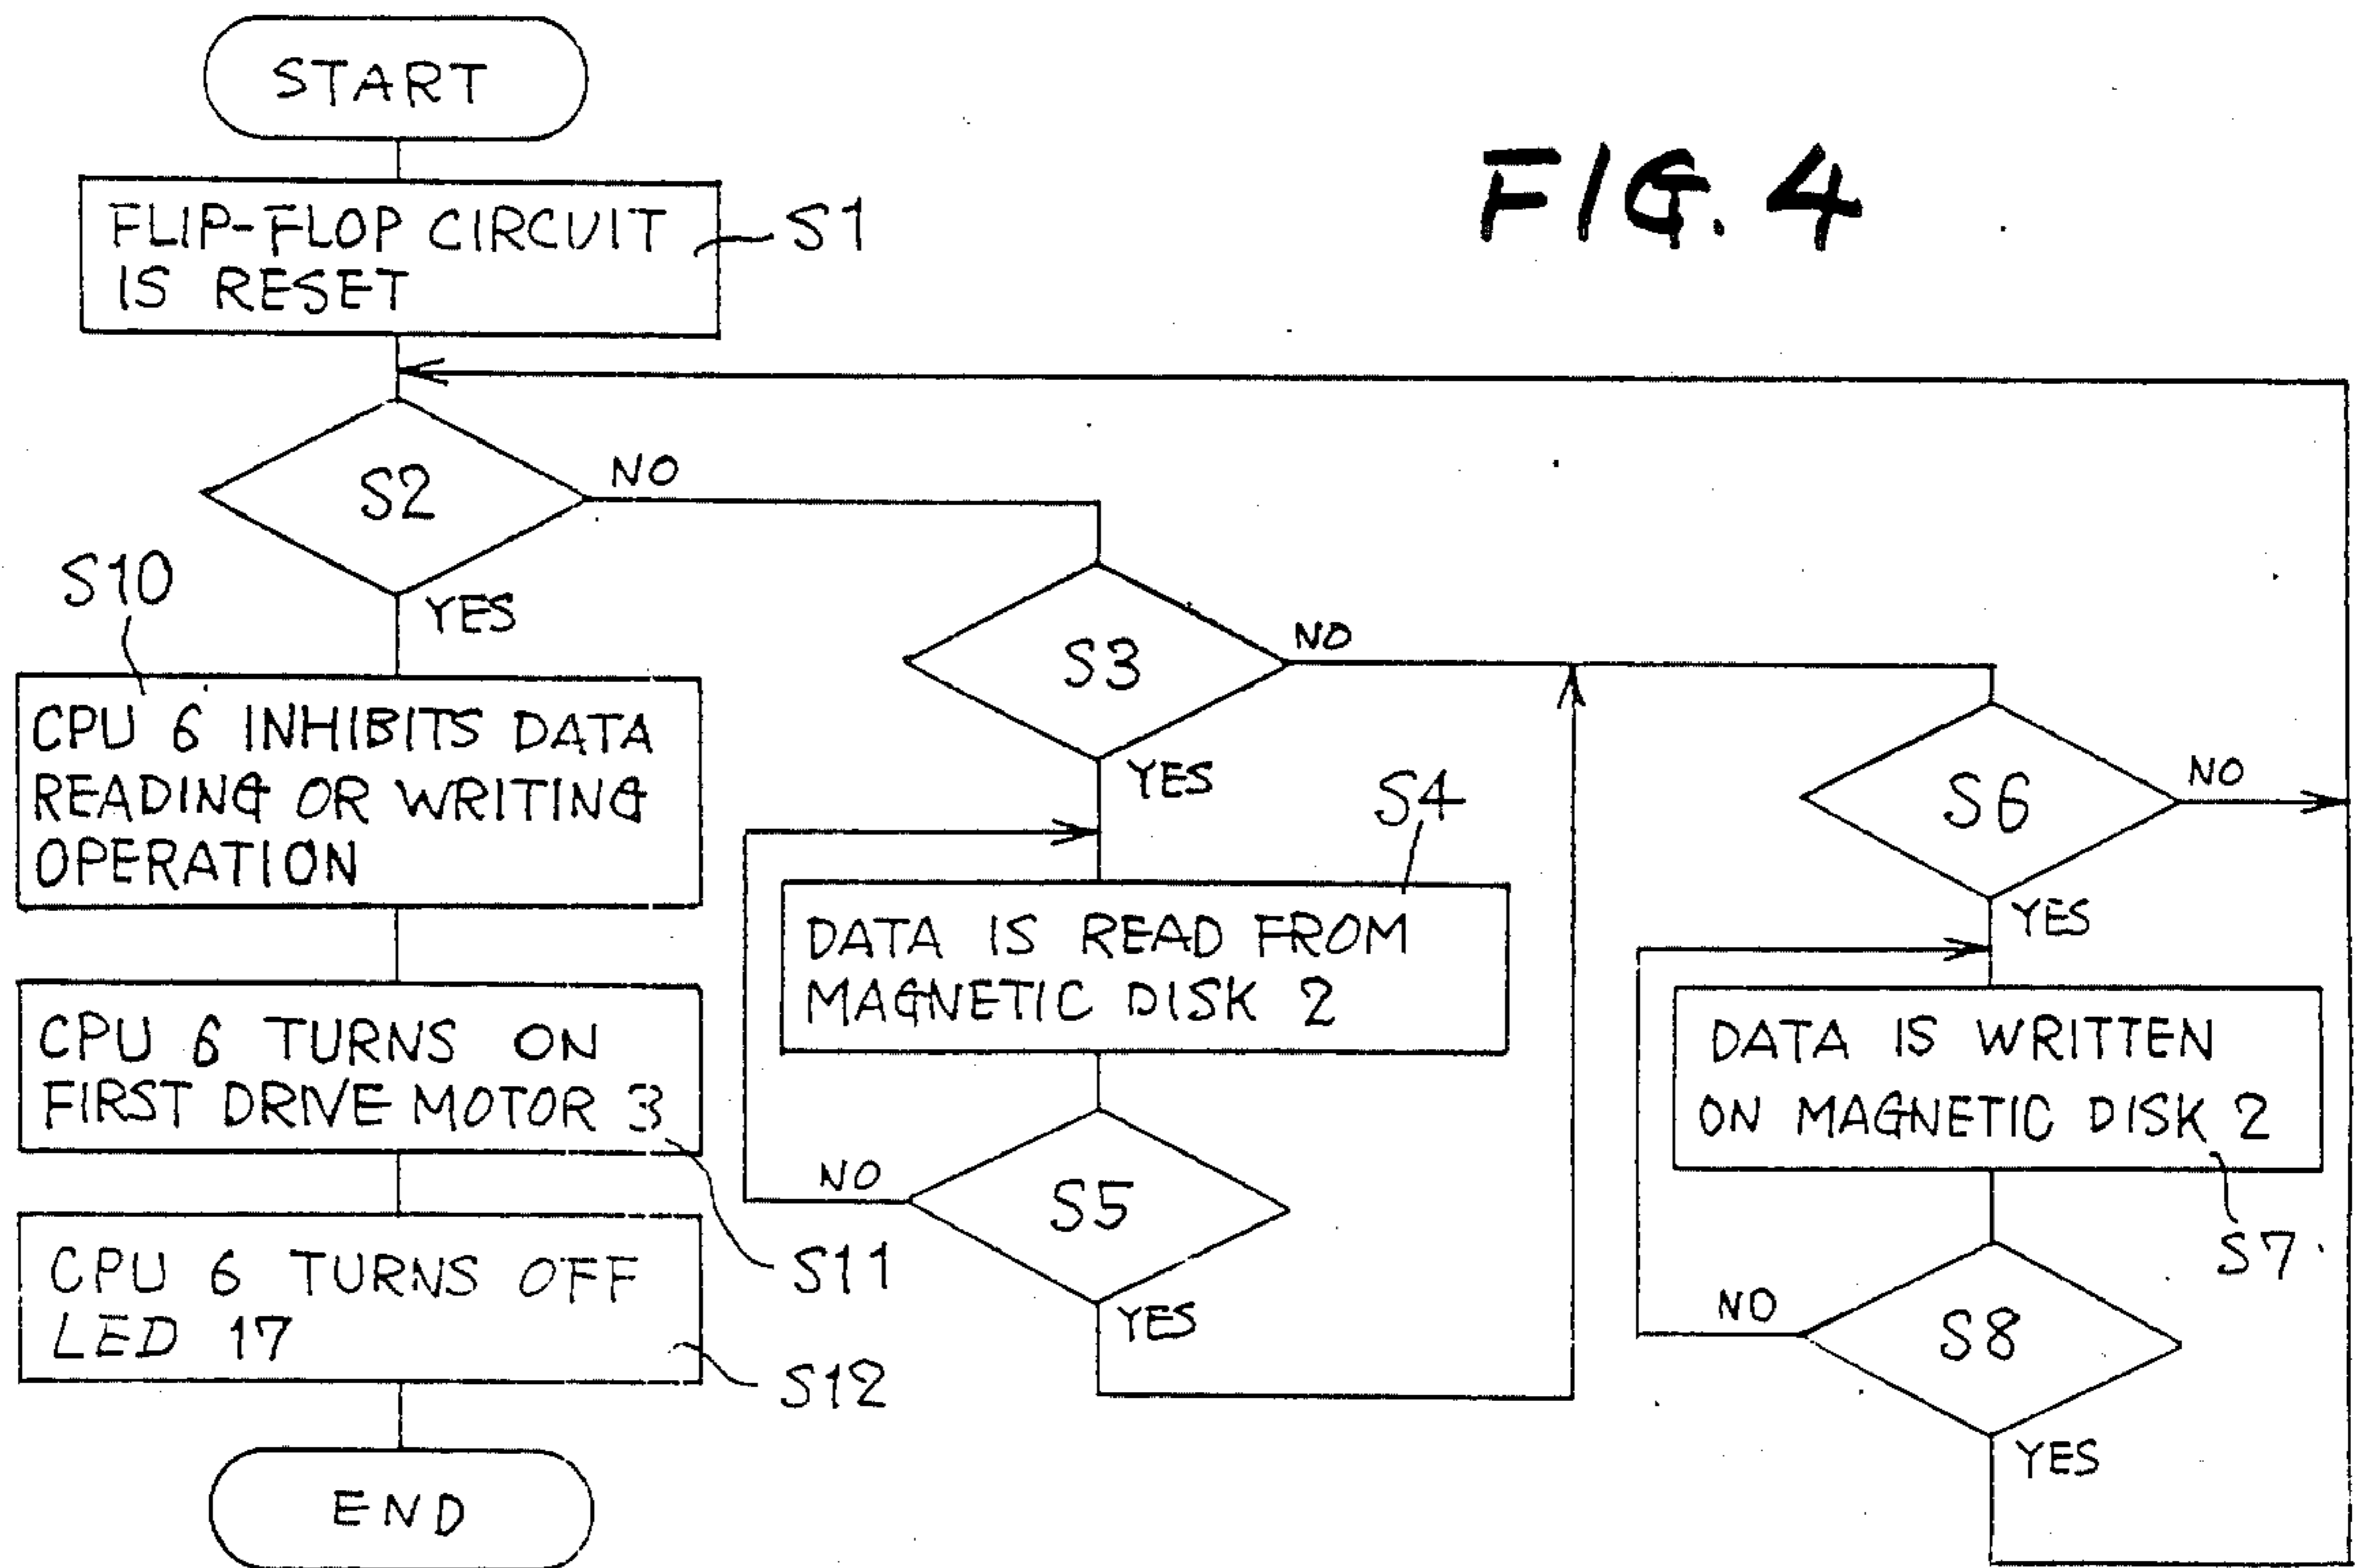 START
FIG. 4
FLIP-FLOP CIRCUIT
IS RESET
S1
S2
NO
YES
S10
CPU 6 INHIBITS DATA
READING OR WRITING
OPERATION
CPU 6 TURNS ON
FIRST DRIVE MOTOR 3
S11
CPU 6 TURNS OFF
LED 17
S12
END
S3
NO
YES
S4
DATA IS READ FROM
MAGNETIC DISK 2
S5
NO
YES
S6
NO
YES
DATA IS WRITTEN
ON MAGNETIC DISK 2
S7
S8
NO
YES